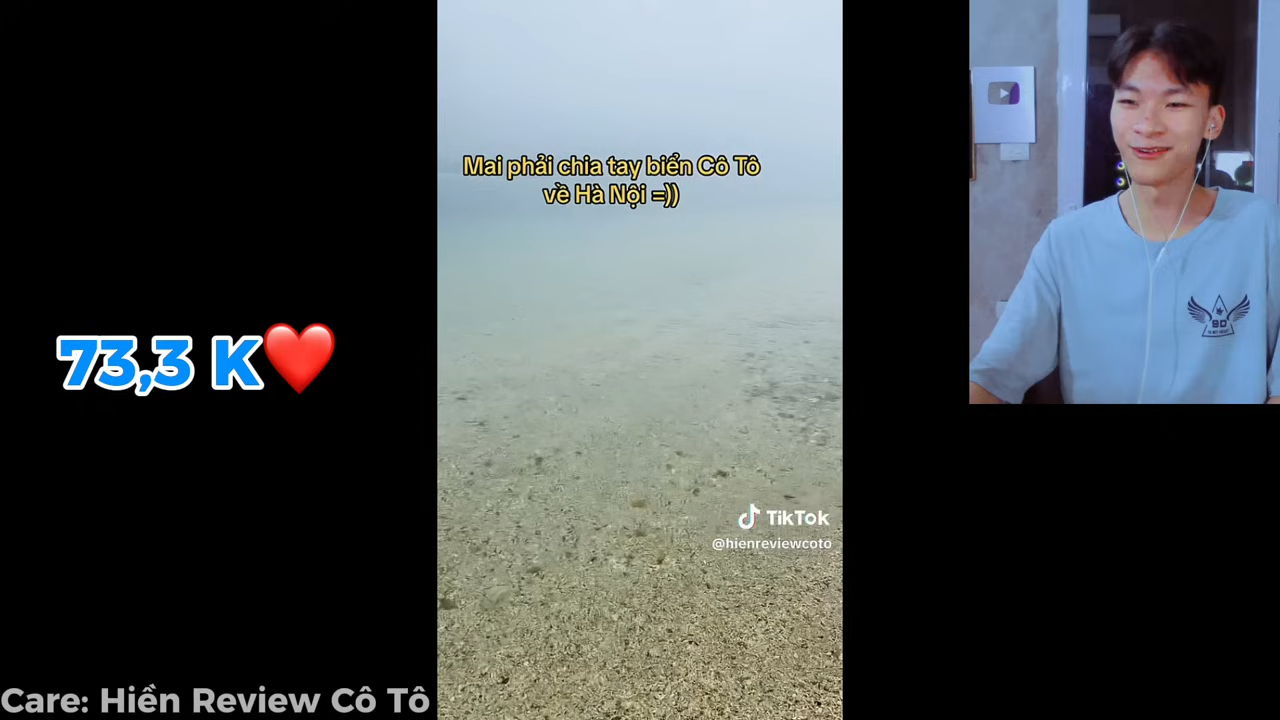 Mai phải chia tay biển Cô Tô
về Hà Nội =))
73,3 K❤️
TikTok
@hienreviewcoto
Care: Hiền Review Cô Tô